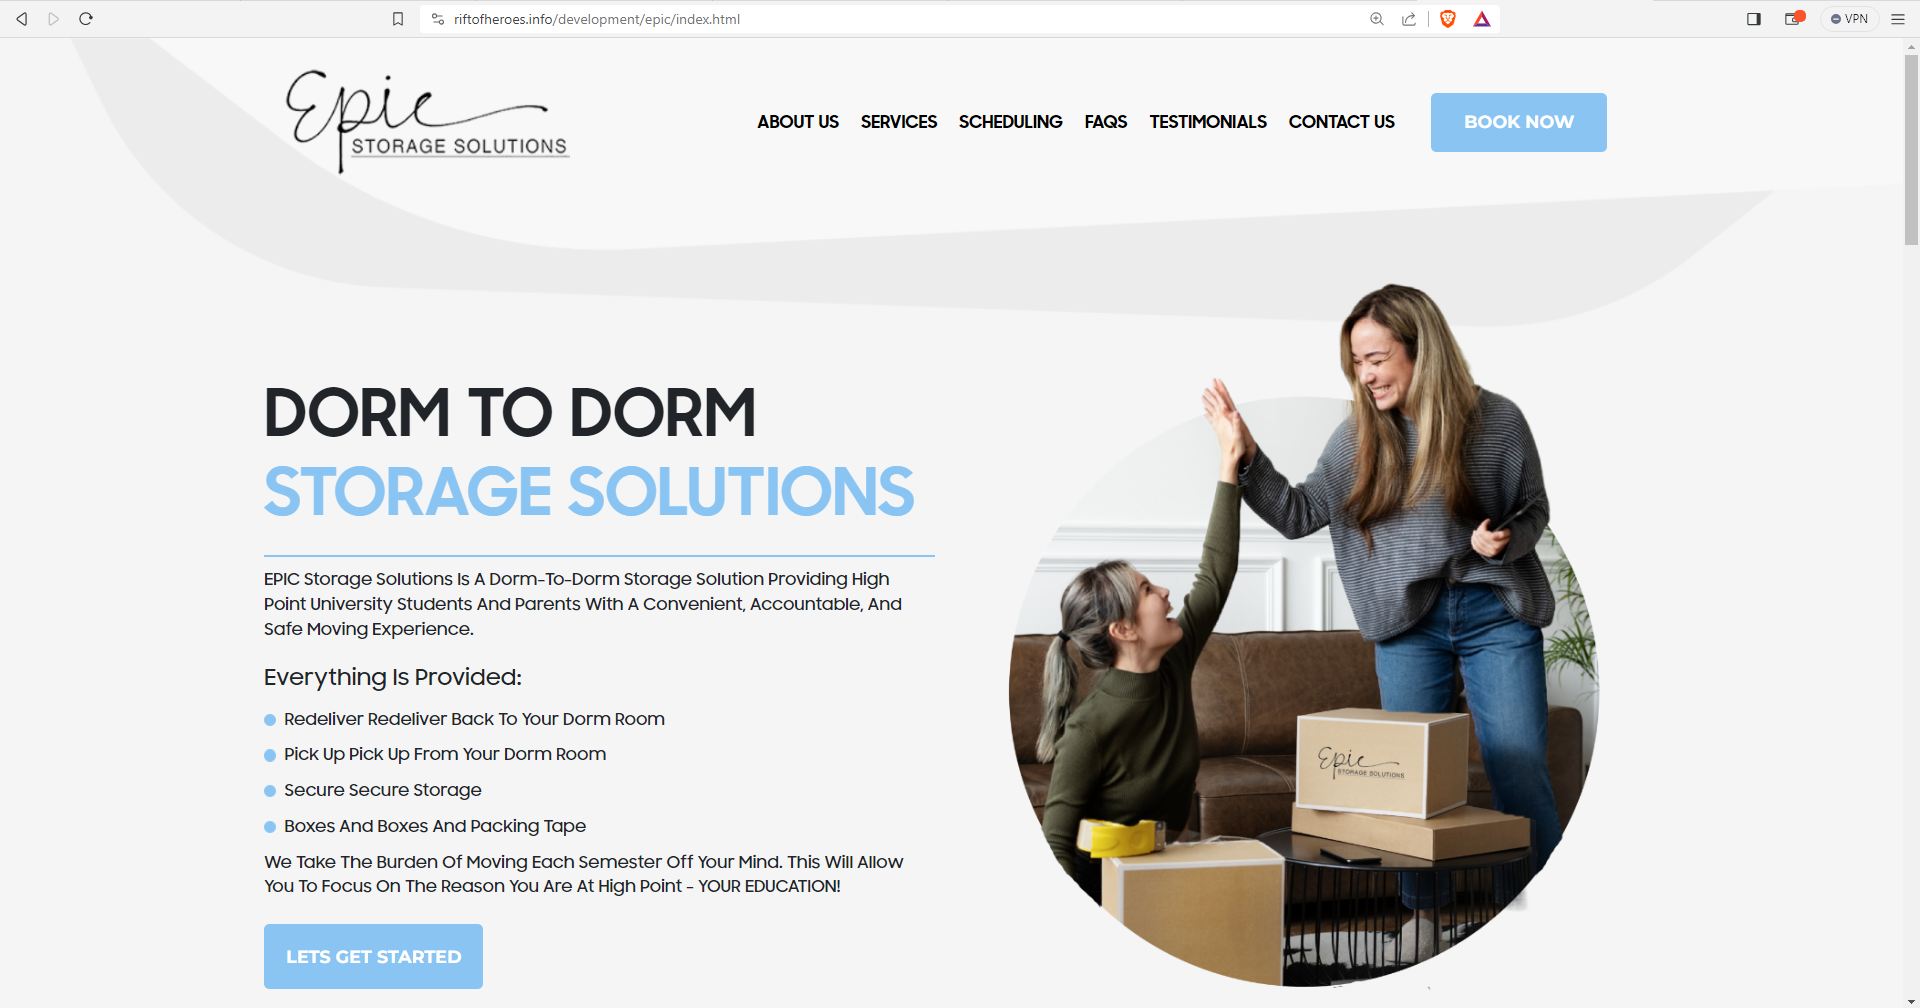 riftofheroes.info/development/epic/index.html
VPN
Epic
STORAGE SOLUTIONS
ABOUT US SERVICES SCHEDULING FAQS TESTIMONIALS CONTACT US BOOK NOW
DORM TO DORM
STORAGE SOLUTIONS
EPIC Storage Solutions Is A Dorm-To-Dorm Storage Solution Providing High
Point University Students And Parents With A Convenient, Accountable, And
Safe Moving Experience.
Everything Is Provided:
Redeliver Redeliver Back To Your Dorm Room
Pick Up Pick Up From Your Dorm Room
Secure Secure Storage
Boxes And Boxes And Packing Tape
We Take The Burden Of Moving Each Semester Off Your Mind. This Will Allow
You To Focus On The Reason You Are At High Point - YOUR EDUCATION!
LETS GET STARTED
Epic
STORAGE SOLUTIONS